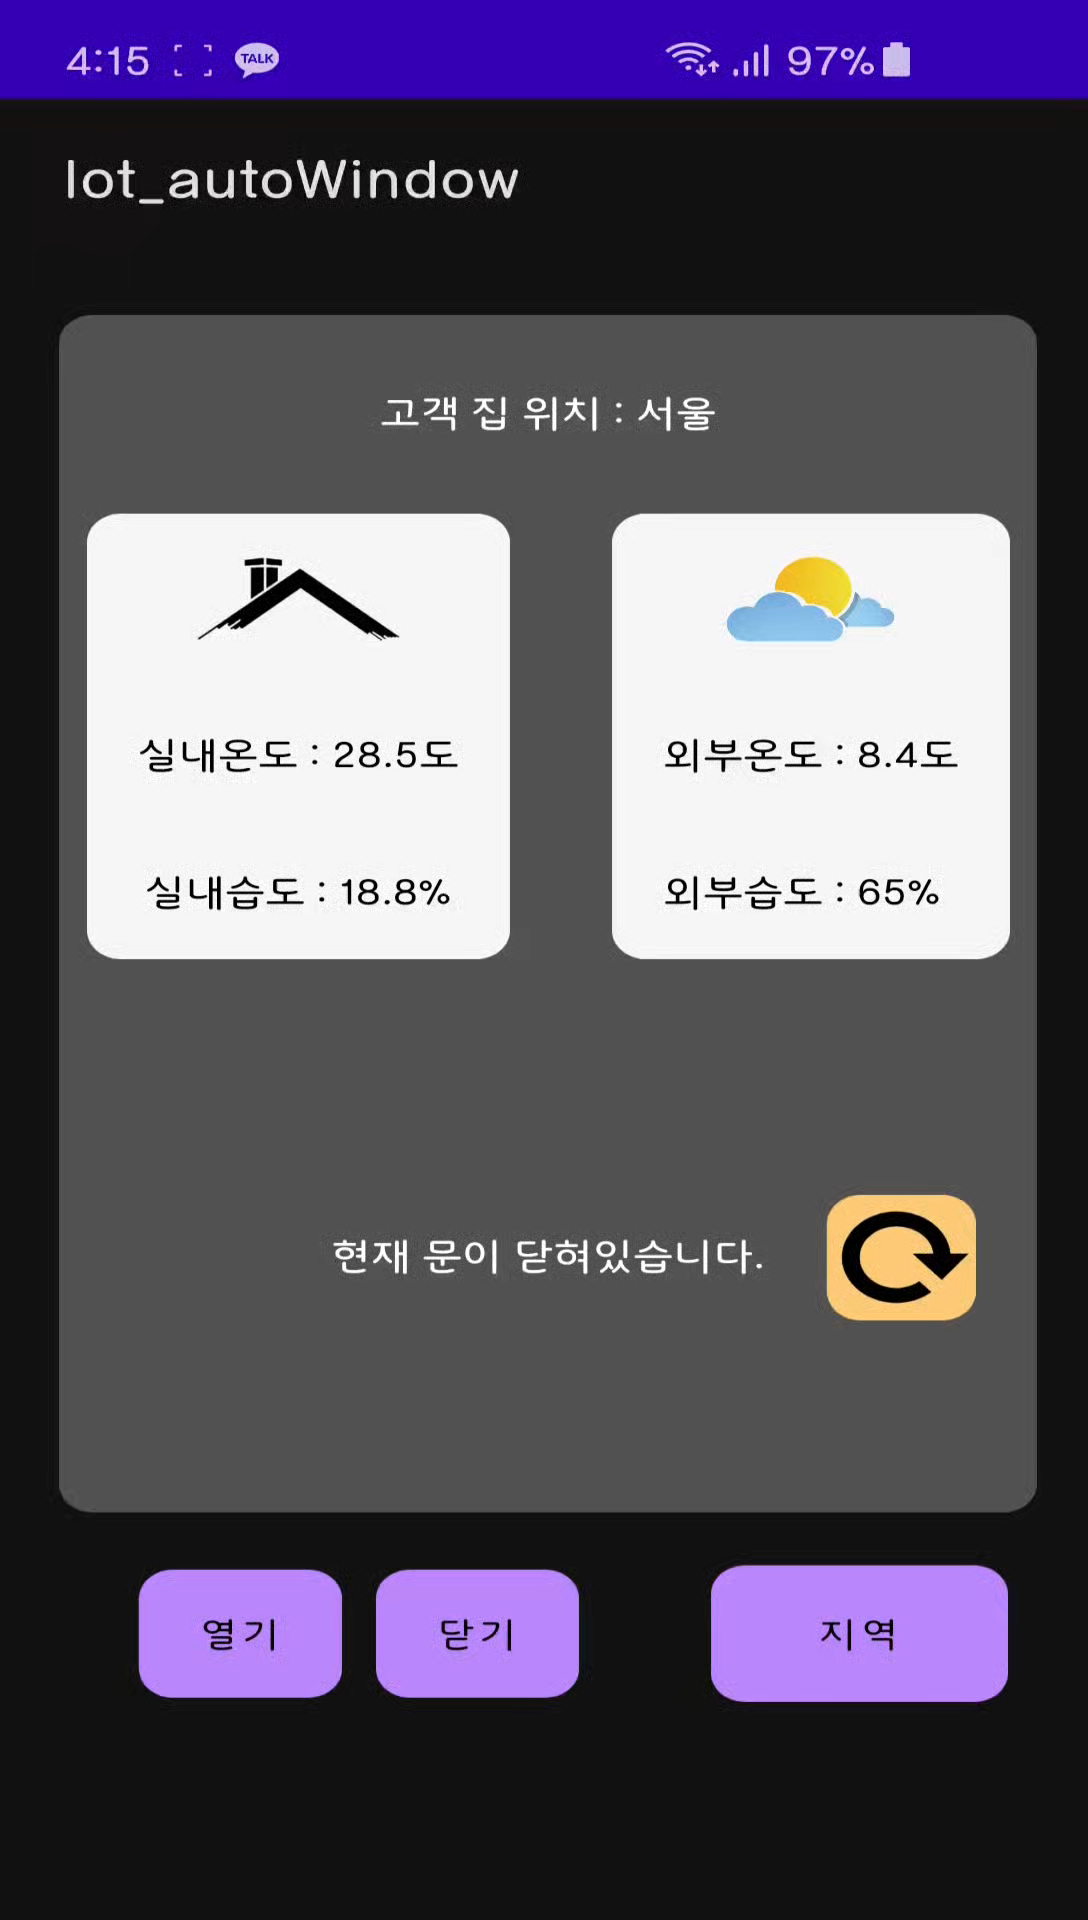 4:15 TALK 97%
Iot_autoWindow
고객 집 위치 : 서울
실내온도 : 28.5도
실내습도 : 18.8%
외부온도 : 8.4도
외부습도 : 65%
현재 문이 닫혀있습니다.
열기 닫기 지역